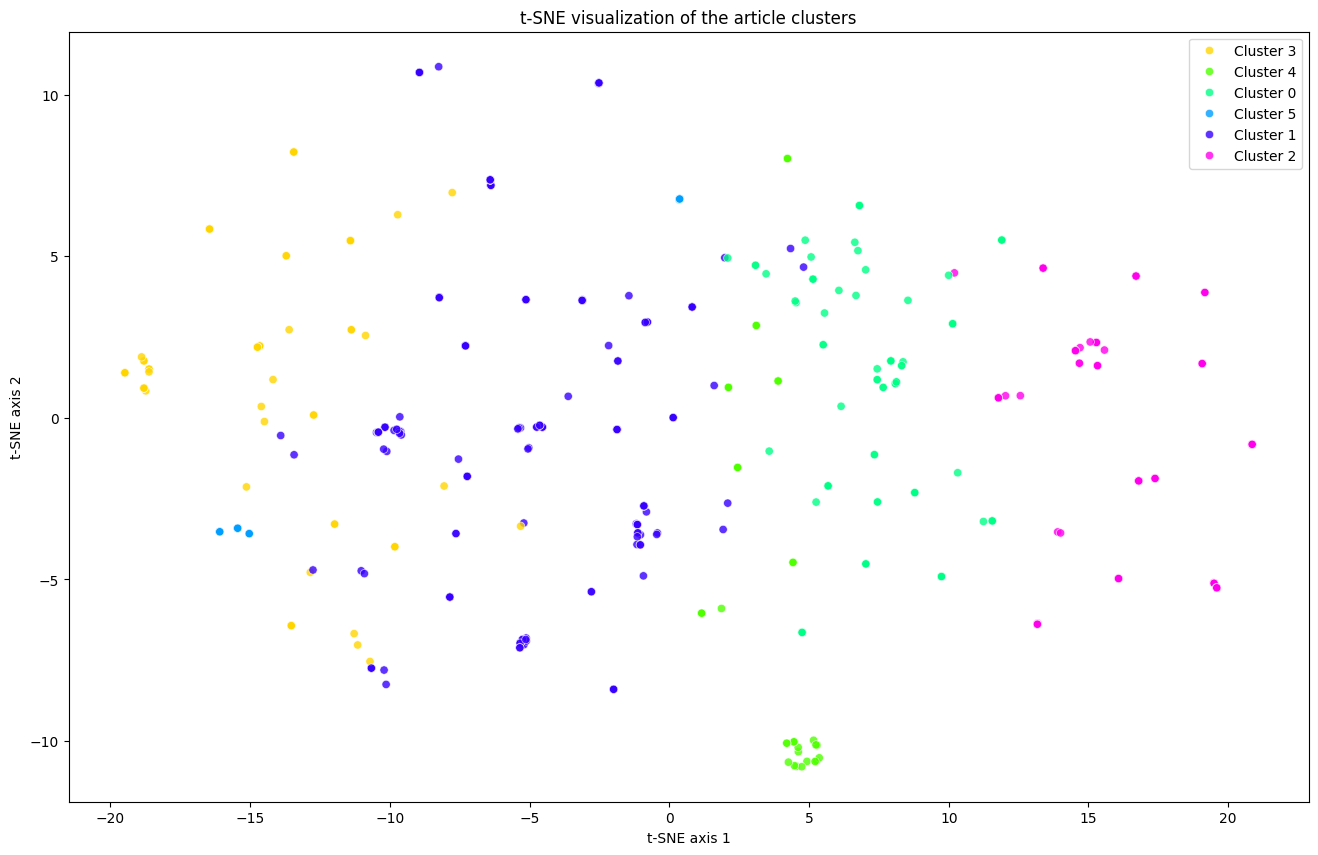 t-SNE visualization of the article clusters
Cluster 3
Cluster 4
Cluster 0
Cluster 5
Cluster 1
Cluster 2
10
5
0
−5
−10
t-SNE axis 2
−20
−15
−10
−5
0
5
10
15
20
t-SNE axis 1